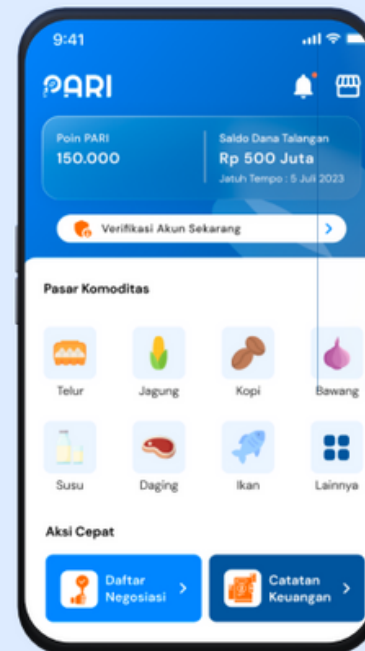 9:41
PARI
Poin PARI
150.000
Saldo Dana Talangan
Rp 500 Juta
Jatuh Tempo : 5 Juli 2023
Verifikasi Akun Sekarang
Pasar Komoditas
Telur
Jagung
Kopi
Bawang
Susu
Daging
Ikan
Lainnya
Aksi Cepat
Daftar
Negosiasi
Catatan
Keuangan